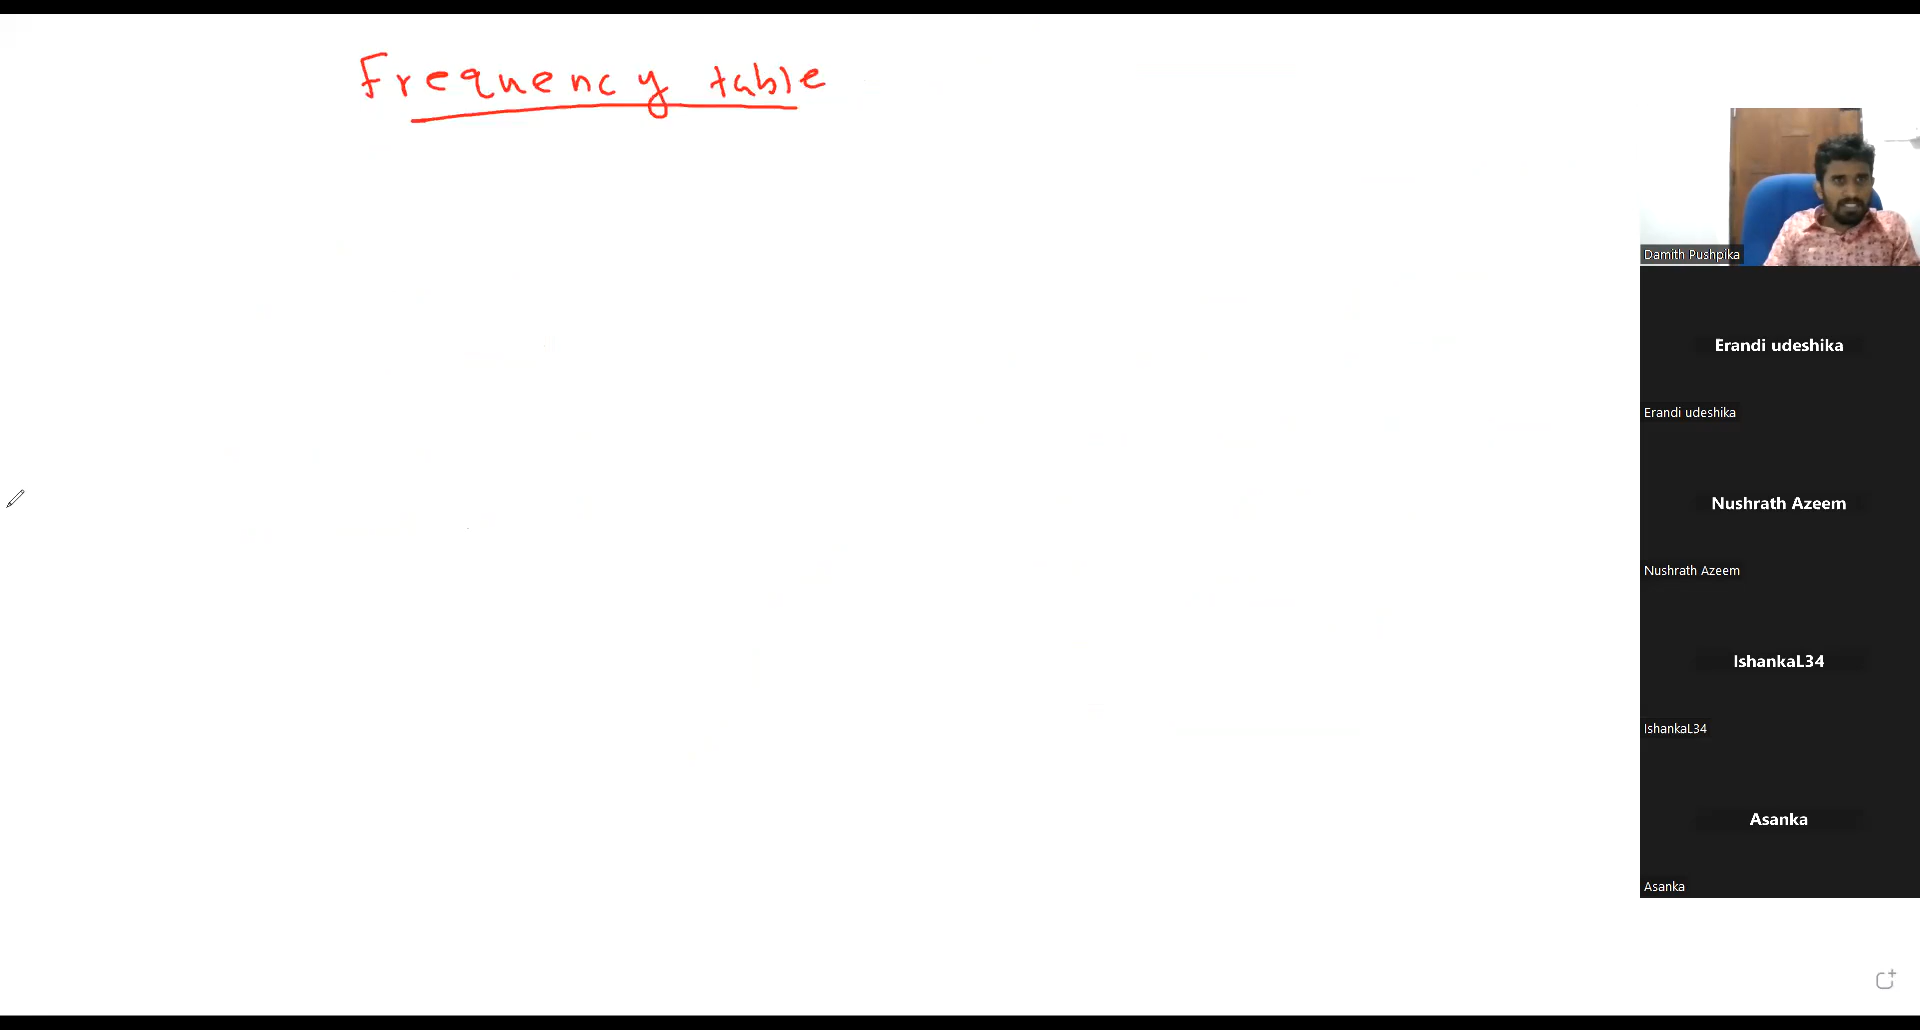 Frequency table
Damith Pushpika
Erandi udeshika
Erandi udeshika
Nushrath Azeem
Nushrath Azeem
IshankaL34
IshankaL34
Asanka
Asanka